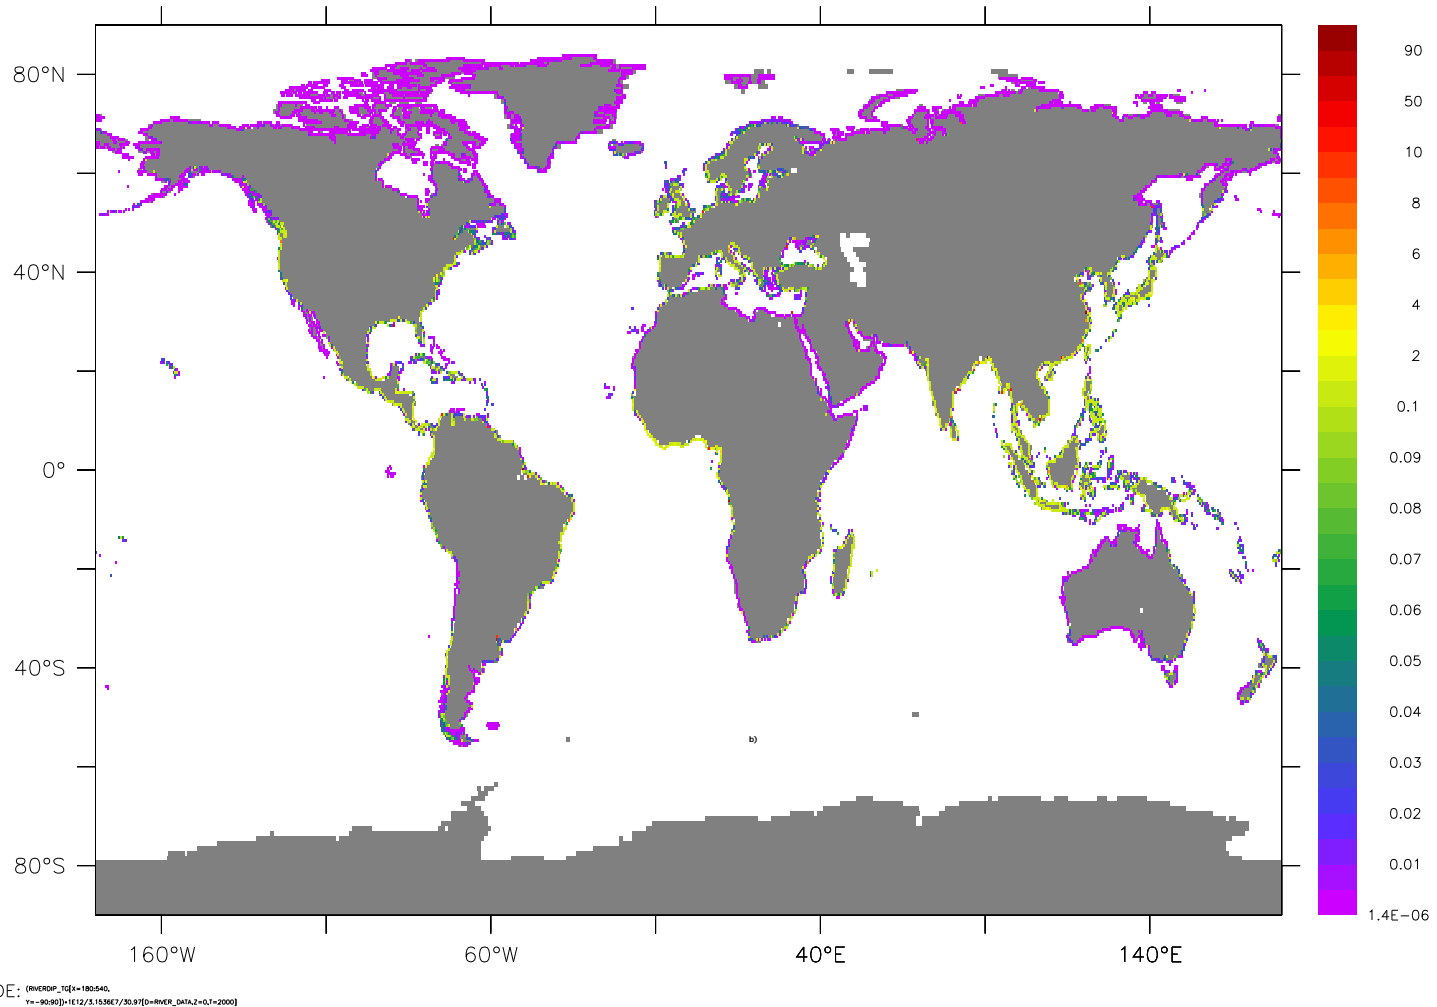 80°N
40°N
0°
40°S
80°S
160°W
60°W
40°E
140°E
90
50
10
8
6
4
2
0.1
0.09
0.08
0.07
0.06
0.05
0.04
0.03
0.02
0.01
1.4E-06
b)
DE: (RIVERDIP_TG[X=180:540,
Y=-90:90])*1E12/3.1536E7/30.97[D=RIVER_DATA,Z=0,T=2000]